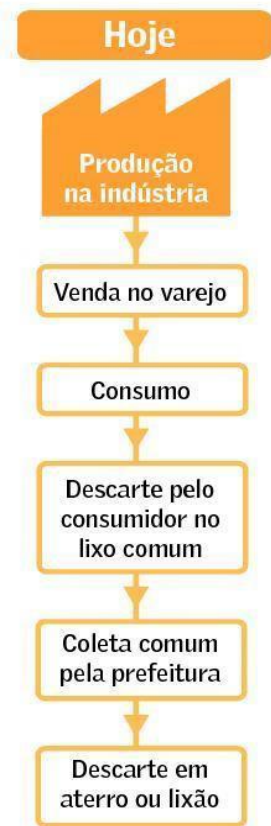 Hoje
Produção
na indústria
Venda no varejo
Consumo
Descarte pelo
consumidor no
lixo comum
Coleta comum
pela prefeitura
Descarte em
aterro ou lixão